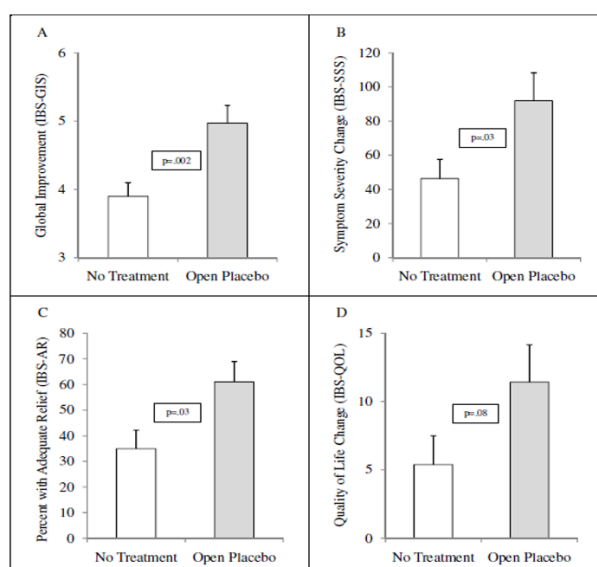 A
Global Improvement (IBS-GIS)
6
5
4
3
p=.002
No Treatment
Open Placebo
B
Symptom Severity Change (IBS-SSS)
120
100
80
60
40
20
0
p=.03
No Treatment
Open Placebo
C
Percent with Adequate Relief (IBS-AR)
80
70
60
50
40
30
20
10
0
p=.03
No Treatment
Open Placebo
D
Quality of Life Change (IBS-QOL)
15
10
5
0
p=.08
No Treatment
Open Placebo